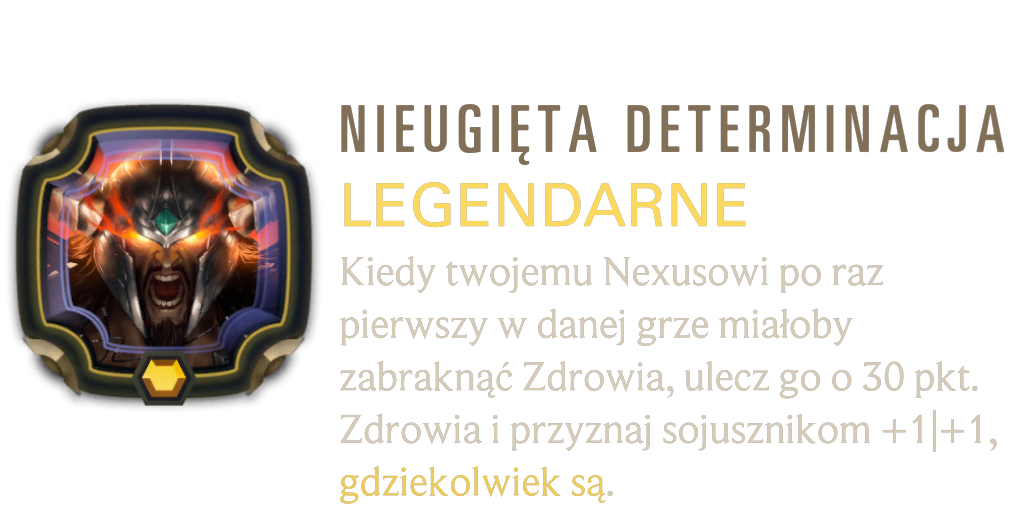 NIEUGIĘTA DETERMINACJA
LEGENDARNE
Kiedy twojemu Nexusowi po raz
pierwszy w danej grze miałoby
zabraknąć Zdrowia, ulecz go o 30 pkt.
Zdrowia i przyznaj sojusznikom +1|+1,
gdziekolwiek są.